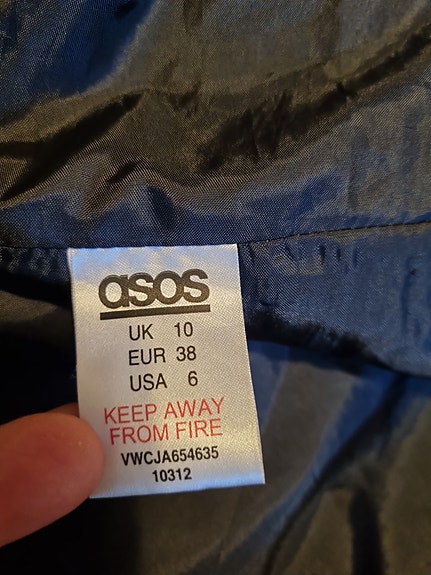 asos
UK 10
EUR 38
USA 6
KEEP AWAY
FROM FIRE
VWCJA654635
10312